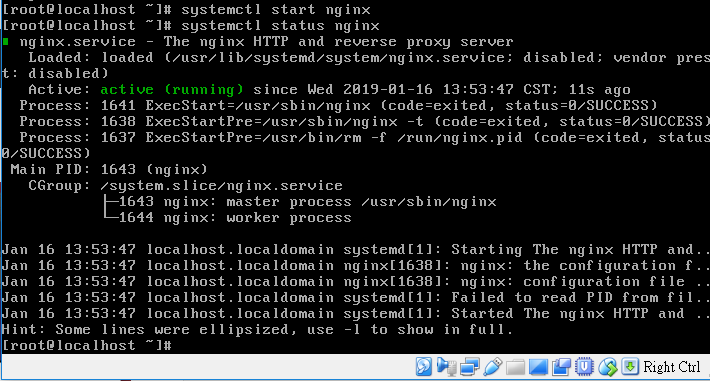 [root@localhost ~]# systemctl start nginx
[root@localhost ~]# systemctl status nginx
nginx.service - The nginx HTTP and reverse proxy server
   Loaded: loaded (/usr/lib/systemd/system/nginx.service; disabled; vendor pres
t: disabled)
   Active: active (running) since Wed 2019-01-16 13:53:47 CST; 11s ago
  Process: 1641 ExecStart=/usr/sbin/nginx (code=exited, status=0/SUCCESS)
  Process: 1638 ExecStartPre=/usr/sbin/nginx -t (code=exited, status=0/SUCCESS)
  Process: 1637 ExecStartPre=/usr/bin/rm -f /run/nginx.pid (code=exited, status
0/SUCCESS)
 Main PID: 1643 (nginx)
   CGroup: /system.slice/nginx.service
           ├─1643 nginx: master process /usr/sbin/nginx
           └─1644 nginx: worker process
Jan 16 13:53:47 localhost.localdomain systemd[1]: Starting The nginx HTTP and..
Jan 16 13:53:47 localhost.localdomain nginx[1638]: nginx: the configuration f..
Jan 16 13:53:47 localhost.localdomain nginx[1638]: nginx: configuration file ..
Jan 16 13:53:47 localhost.localdomain systemd[1]: Failed to read PID from fil..
Jan 16 13:53:47 localhost.localdomain systemd[1]: Started The nginx HTTP and ..
Hint: Some lines were ellipsized, use -l to show in full.
[root@localhost ~]#
Right Ctrl